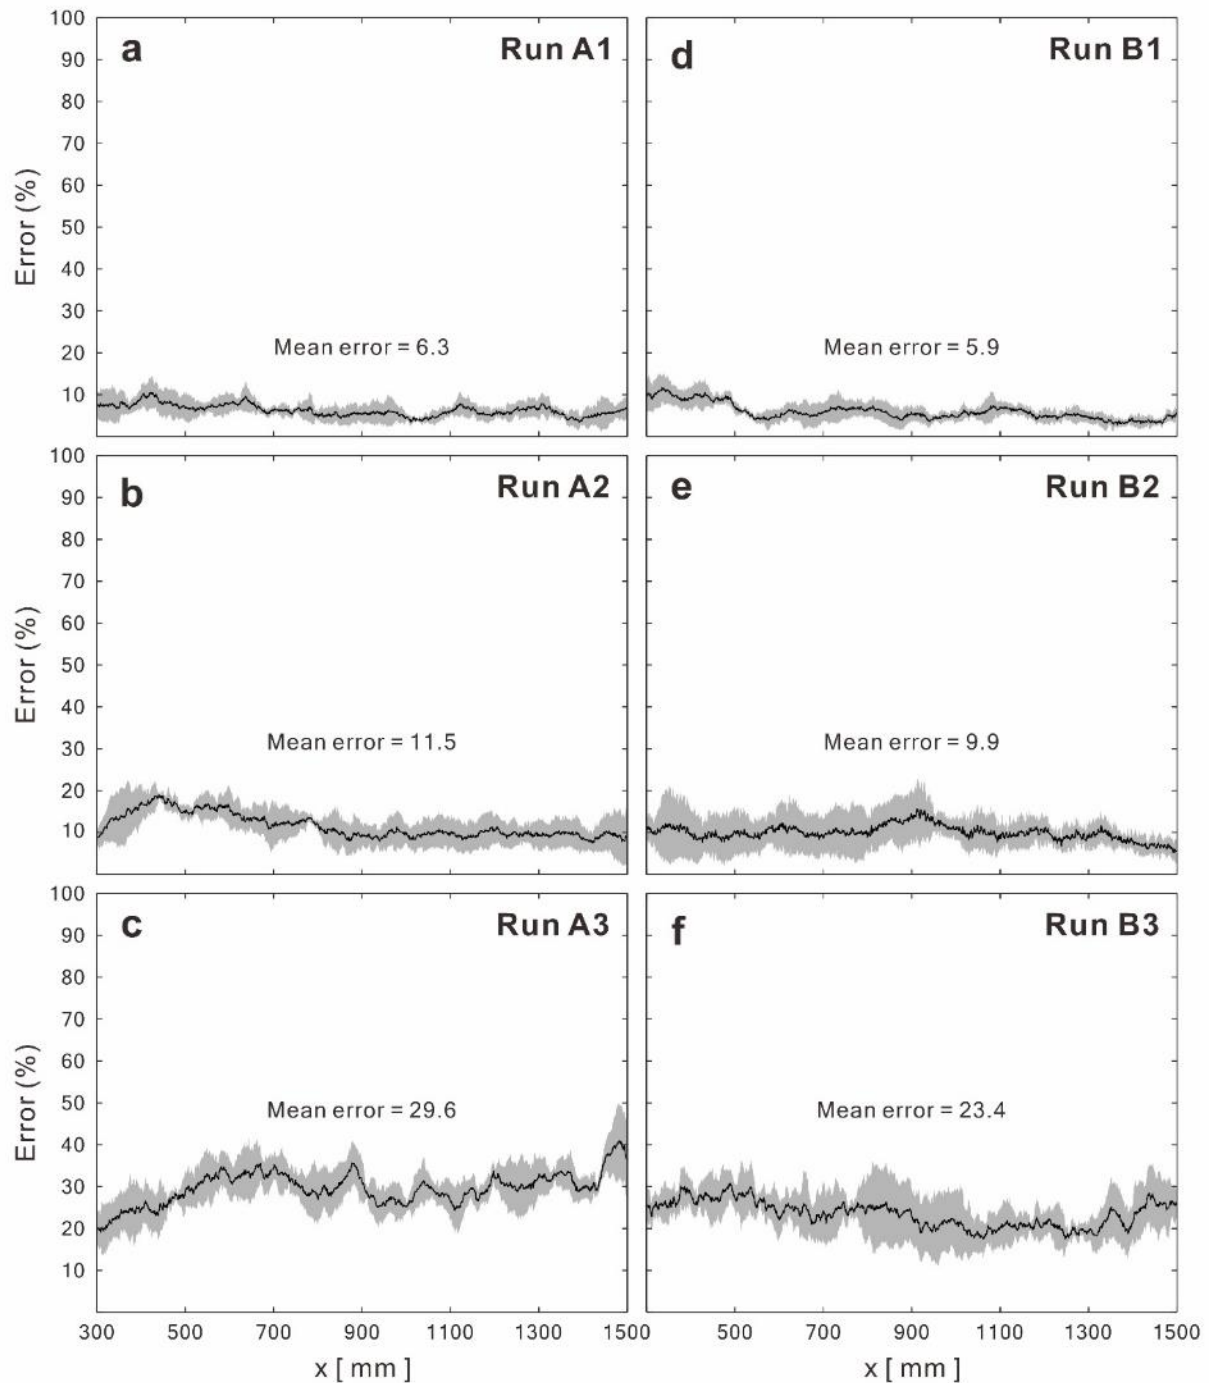 100
a
Run A1
90
80
70
60
50
40
30
20
10
Error (%)
Mean error = 6.3
d
Run B1
Mean error = 5.9
100
b
Run A2
90
80
70
60
50
40
30
20
10
Error (%)
Mean error = 11.5
e
Run B2
Mean error = 9.9
100
c
Run A3
90
80
70
60
50
40
30
20
10
Error (%)
Mean error = 29.6
300 500 700 900 1100 1300 1500
x [ mm ]
f
Run B3
Mean error = 23.4
0 500 700 900 1100 1300 1500
x [ mm ]